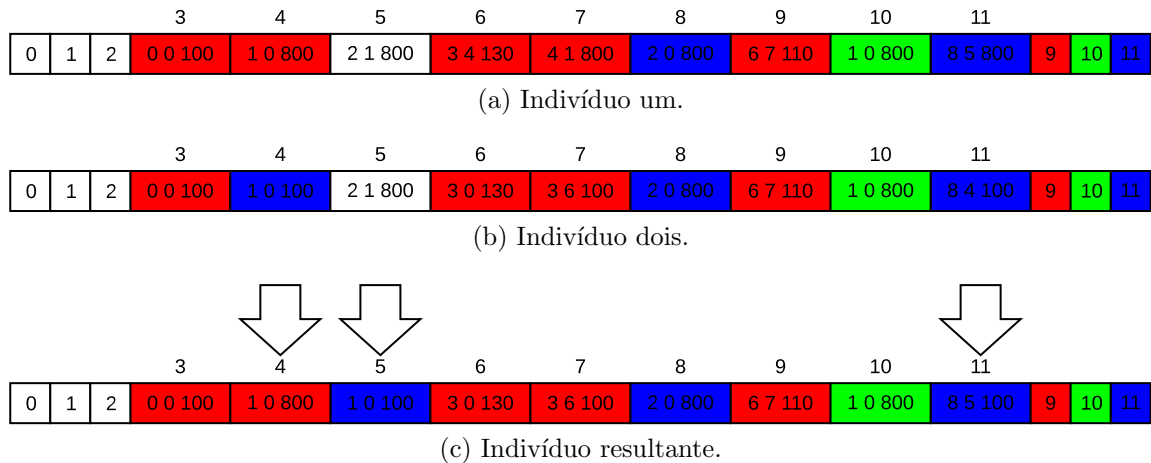 3 4 5 6 7 8 9 10 11
0 1 2 0 0 100 1 0 800 2 1 800 3 4 130 4 1 800 2 0 800 6 7 110 1 0 800 8 5 800 9 10 11
(a) Indivíduo um.
3 4 5 6 7 8 9 10 11
0 1 2 0 0 100 1 0 100 2 1 800 3 0 130 3 6 100 2 0 800 6 7 110 1 0 800 8 4 100 9 10 11
(b) Indivíduo dois.
3 4 5 6 7 8 9 10 11
0 1 2 0 0 100 1 0 800 1 0 100 3 0 130 3 6 100 2 0 800 6 7 110 1 0 800 8 5 100 9 10 11
(c) Indivíduo resultante.